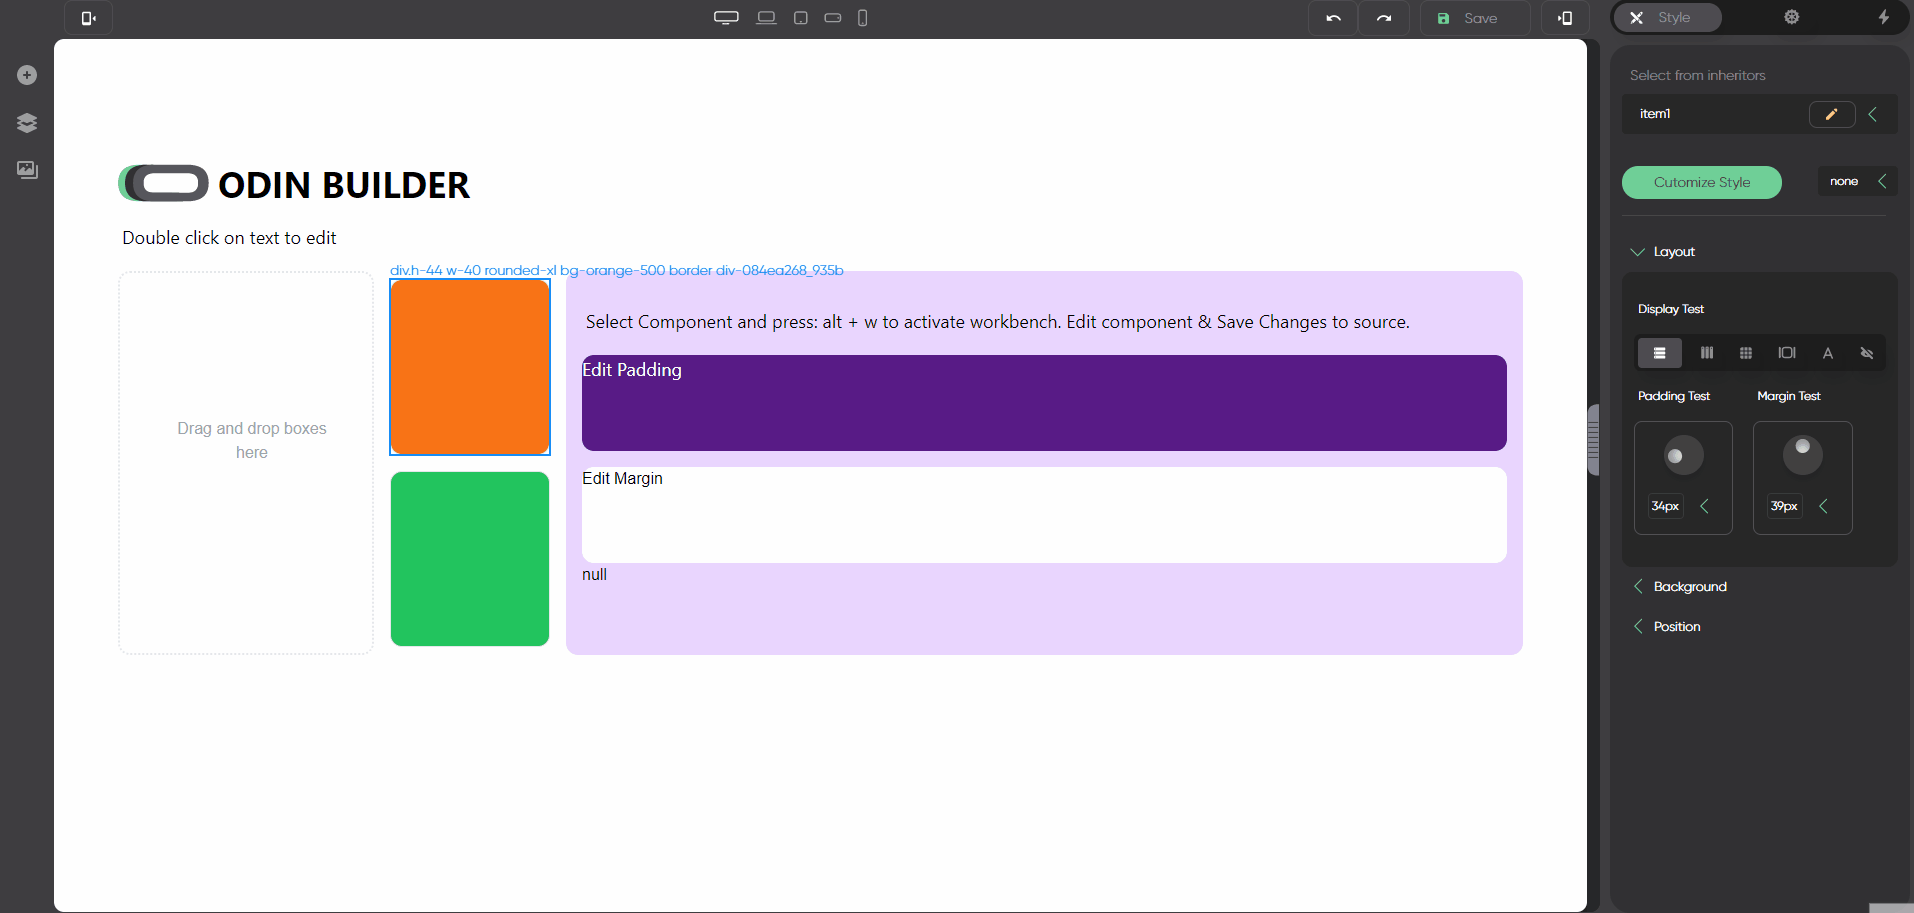 Save
Style
Select from inheritors
item1
Cutomize Style
none
ODIN BUILDER
Double click on text to edit
Layout
div.h-44 w-40 rounded-xl bg-orange-500 border div-084ea268_935b
Display Test
Select Component and press: alt + w to activate workbench. Edit component & Save Changes to source.
A
Edit Padding
Padding Test
Margin Test
Drag and drop boxes
here
Edit Margin
34px
39px
null
Background
Position